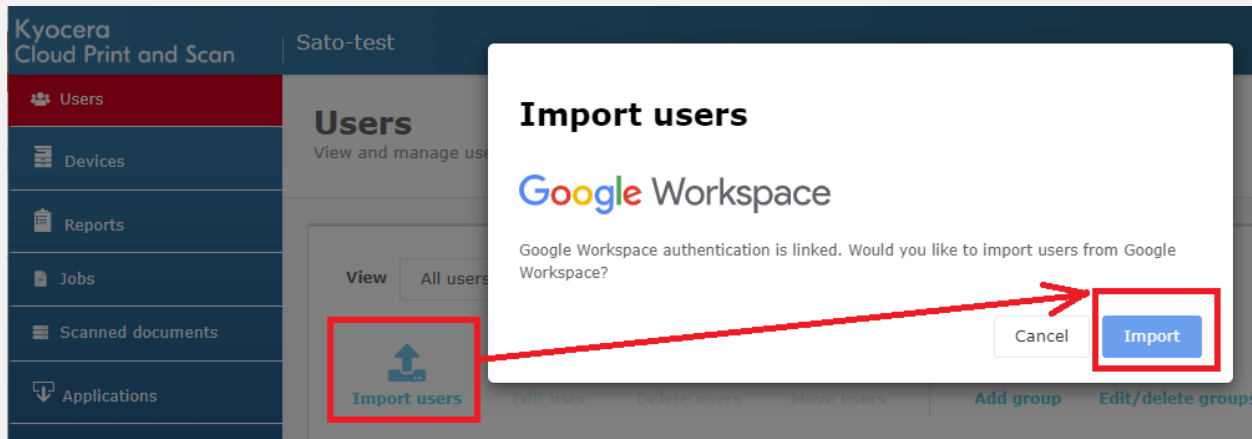 Kyocera
Cloud Print and Scan
Sato-test
Users
Devices
Reports
Jobs
Scanned documents
Applications
Users
View and manage use
View
All users
Import users
Edit user
Delete users
Move users
Add group
Edit/delete groups
Import users
Google Workspace
Google Workspace authentication is linked. Would you like to import users from Google
Workspace?
Cancel
Import